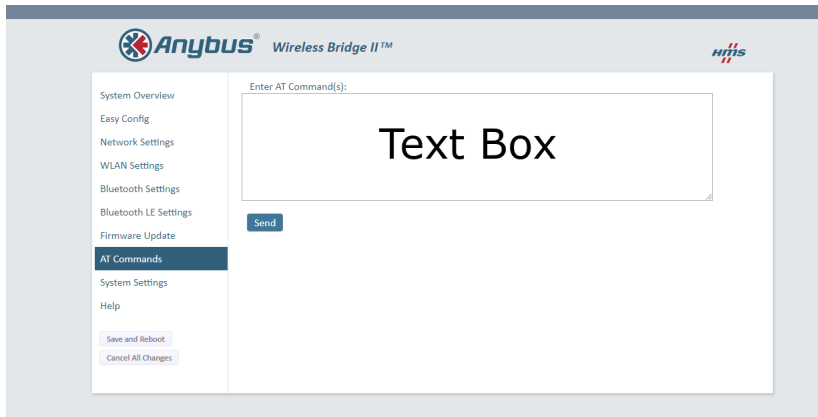 Anybus® Wireless Bridge II™
HMS
System Overview
Easy Config
Network Settings
WLAN Settings
Bluetooth Settings
Bluetooth LE Settings
Firmware Update
AT Commands
System Settings
Help
Save and Reboot
Cancel All Changes
Enter AT Command(s):
Text Box
Send